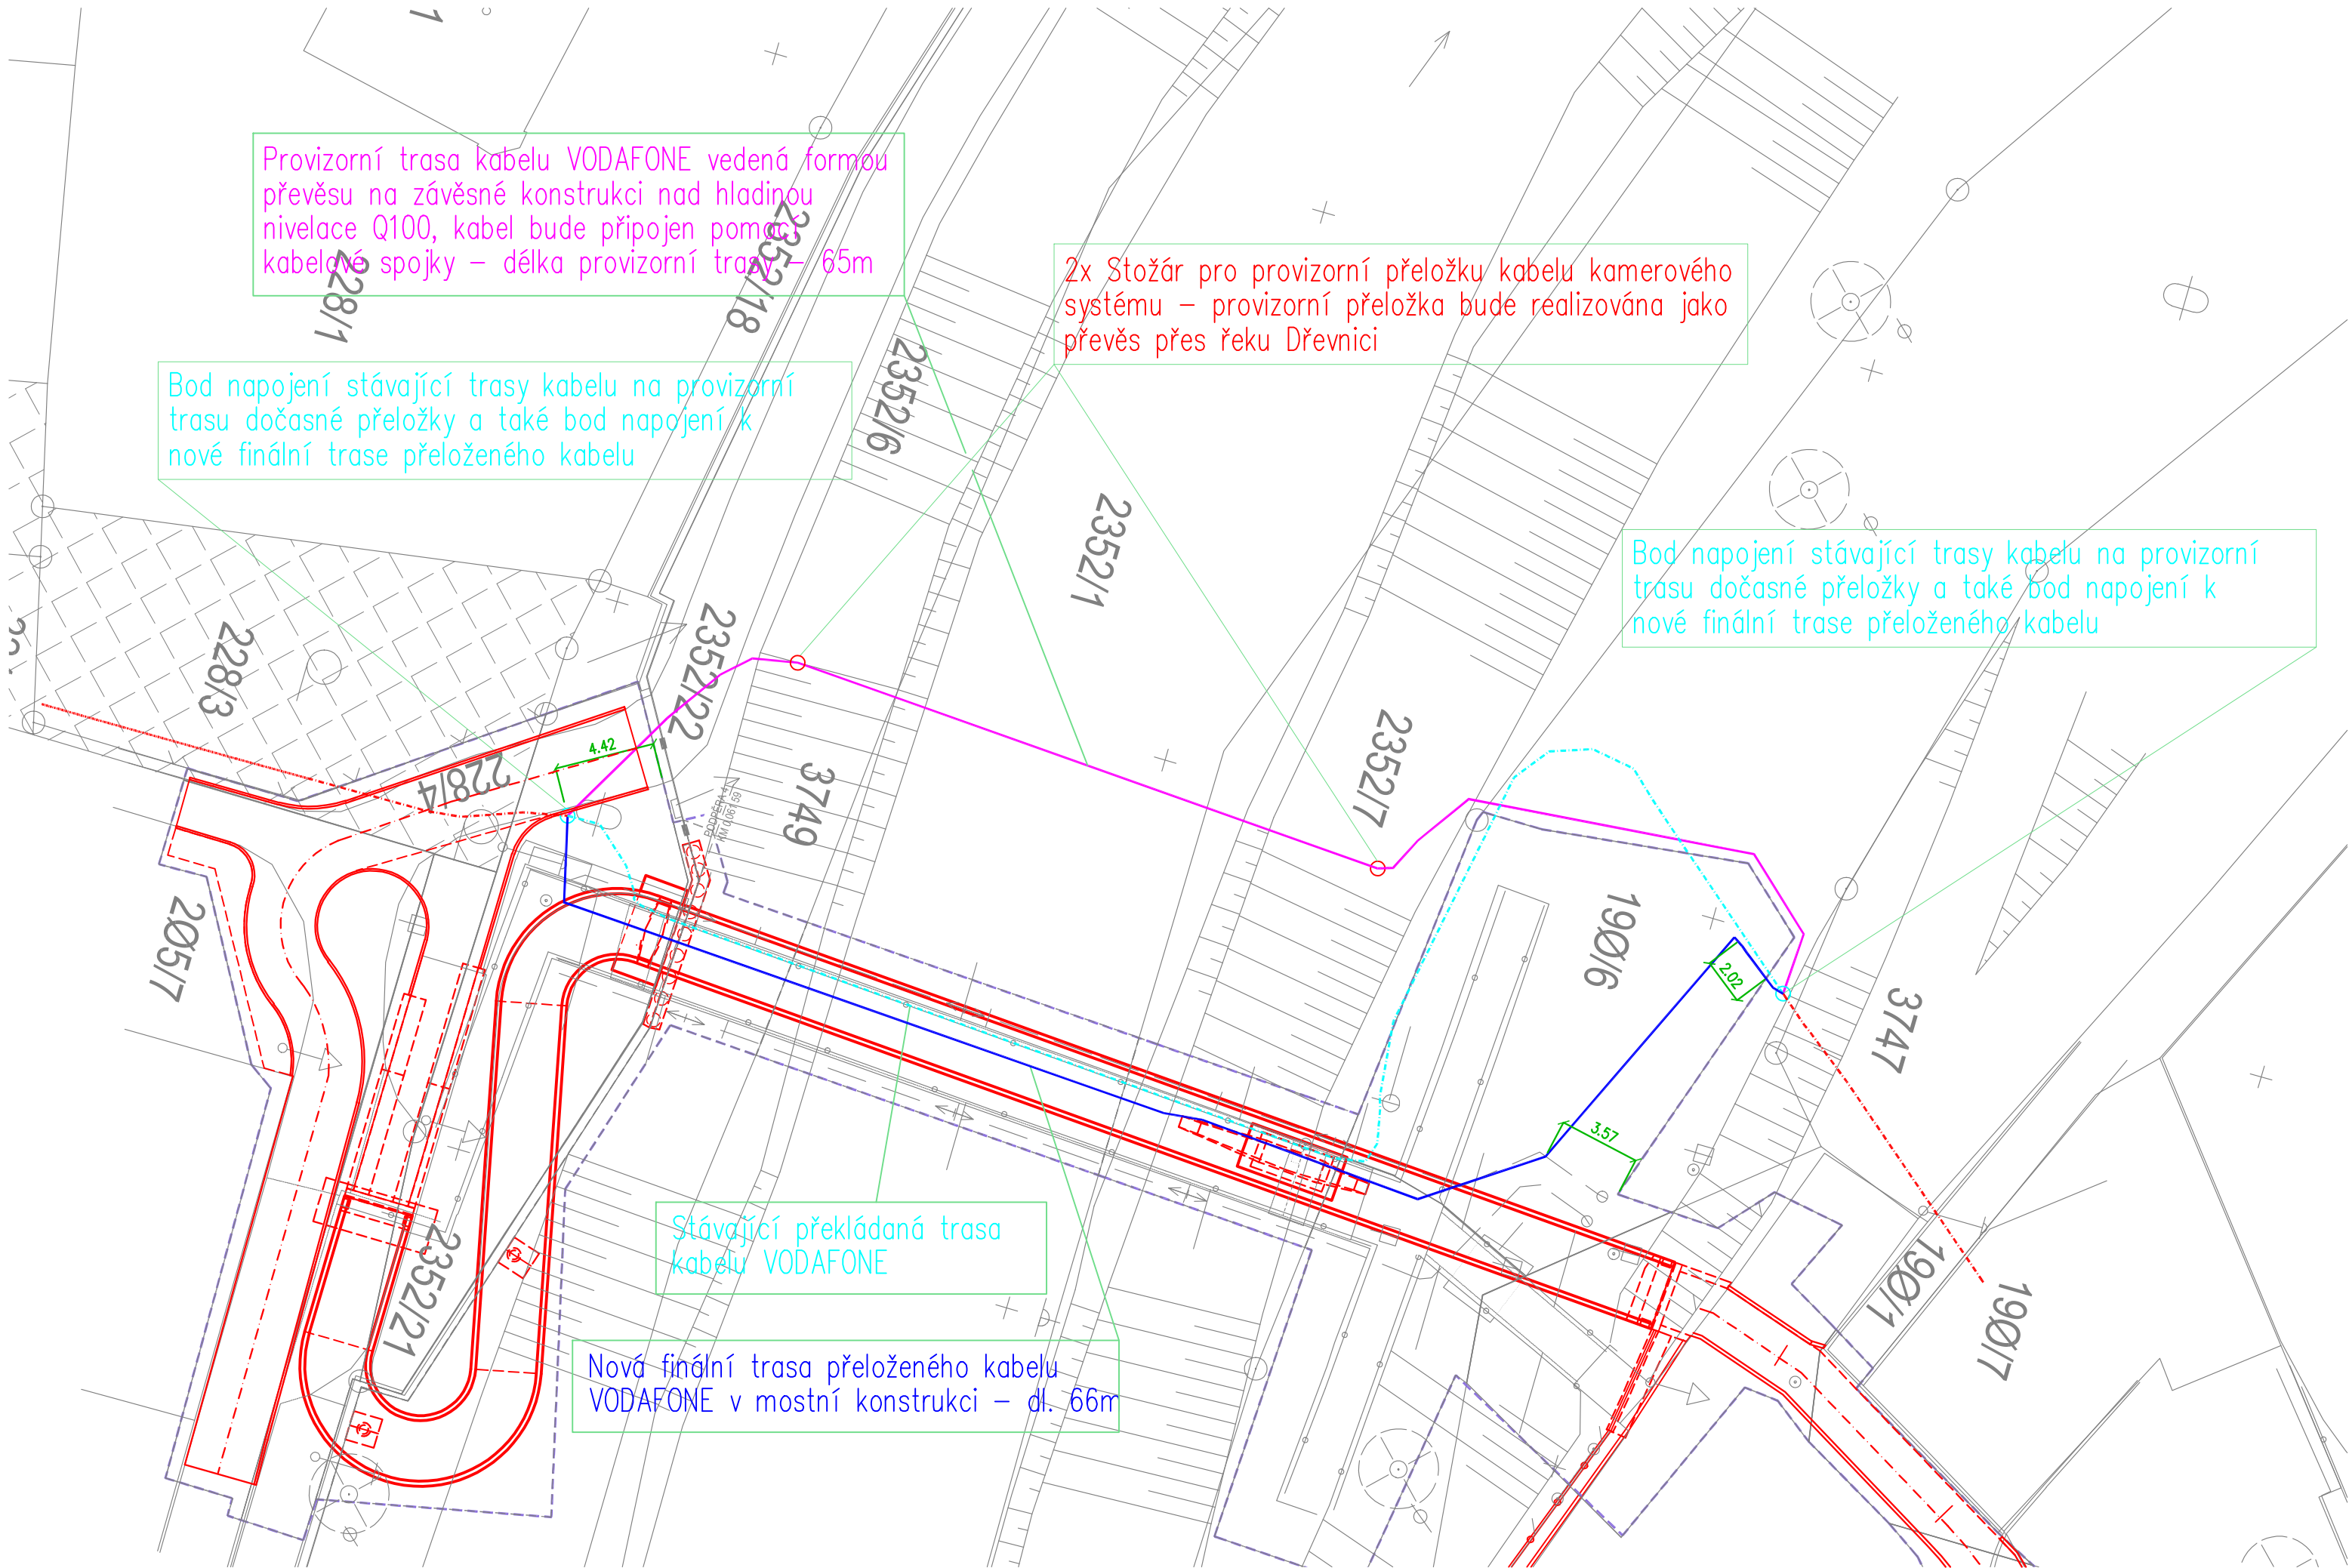 Provizorní trasa kabelu VODAFONE vedená formou
převěsu na závěsné konstrukci nad hladinou
nivelace Q100, kabel bude připojen pomocí
kabelové spojky – délka provizorní trasy – 65m
2x Stožár pro provizorní přeložku kabelu kamerového
systému – provizorní přeložka bude realizována jako
převěs přes řeku Dřevnici
Bod napojení stávající trasy kabelu na provizorní
trasu dočasné přeložky a také bod napojení k
nové finální trase přeloženého kabelu
Bod napojení stávající trasy kabelu na provizorní
trasu dočasné přeložky a také bod napojení k
nové finální trase přeloženého kabelu
Stávající překládaná trasa
kabelu VODAFONE
Nová finální trasa přeloženého kabelu
VODAFONE v mostní konstrukci – dl. 66m
228/1
2352/18
2352/6
2352/1
228/3
2352/22
228/4
4.42
3749
2352/7
2Ø5/7
19Ø/6
2.02
3747
3.57
2352/21
19Ø/1
19Ø/7